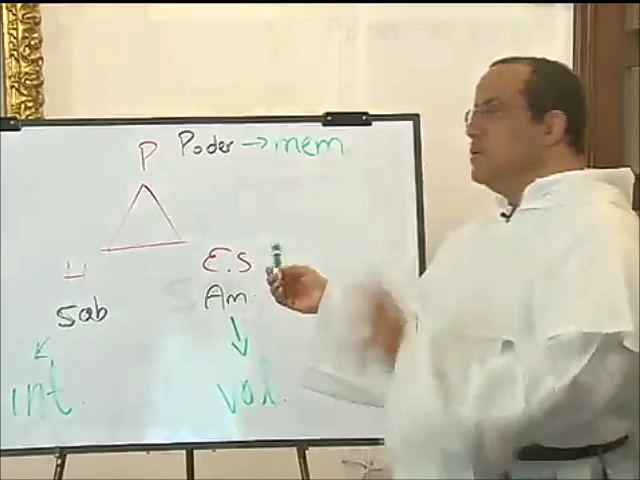 P Poder → mem
H E.S
Sab Am.
int. vol.